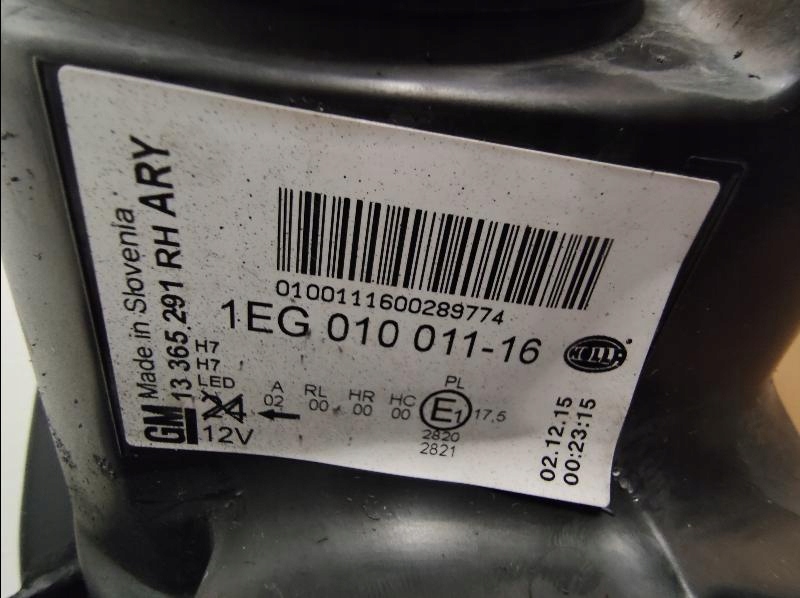 GM Made in Slovenia
13 365 291 RH ARY
0100111600289774
1EG 010 011-16
H7
H7
LED
12V
A
02
RL
00
HR
00
HC
00
PL
E1
17,5
2820
2821
02.12.15
00:23:15